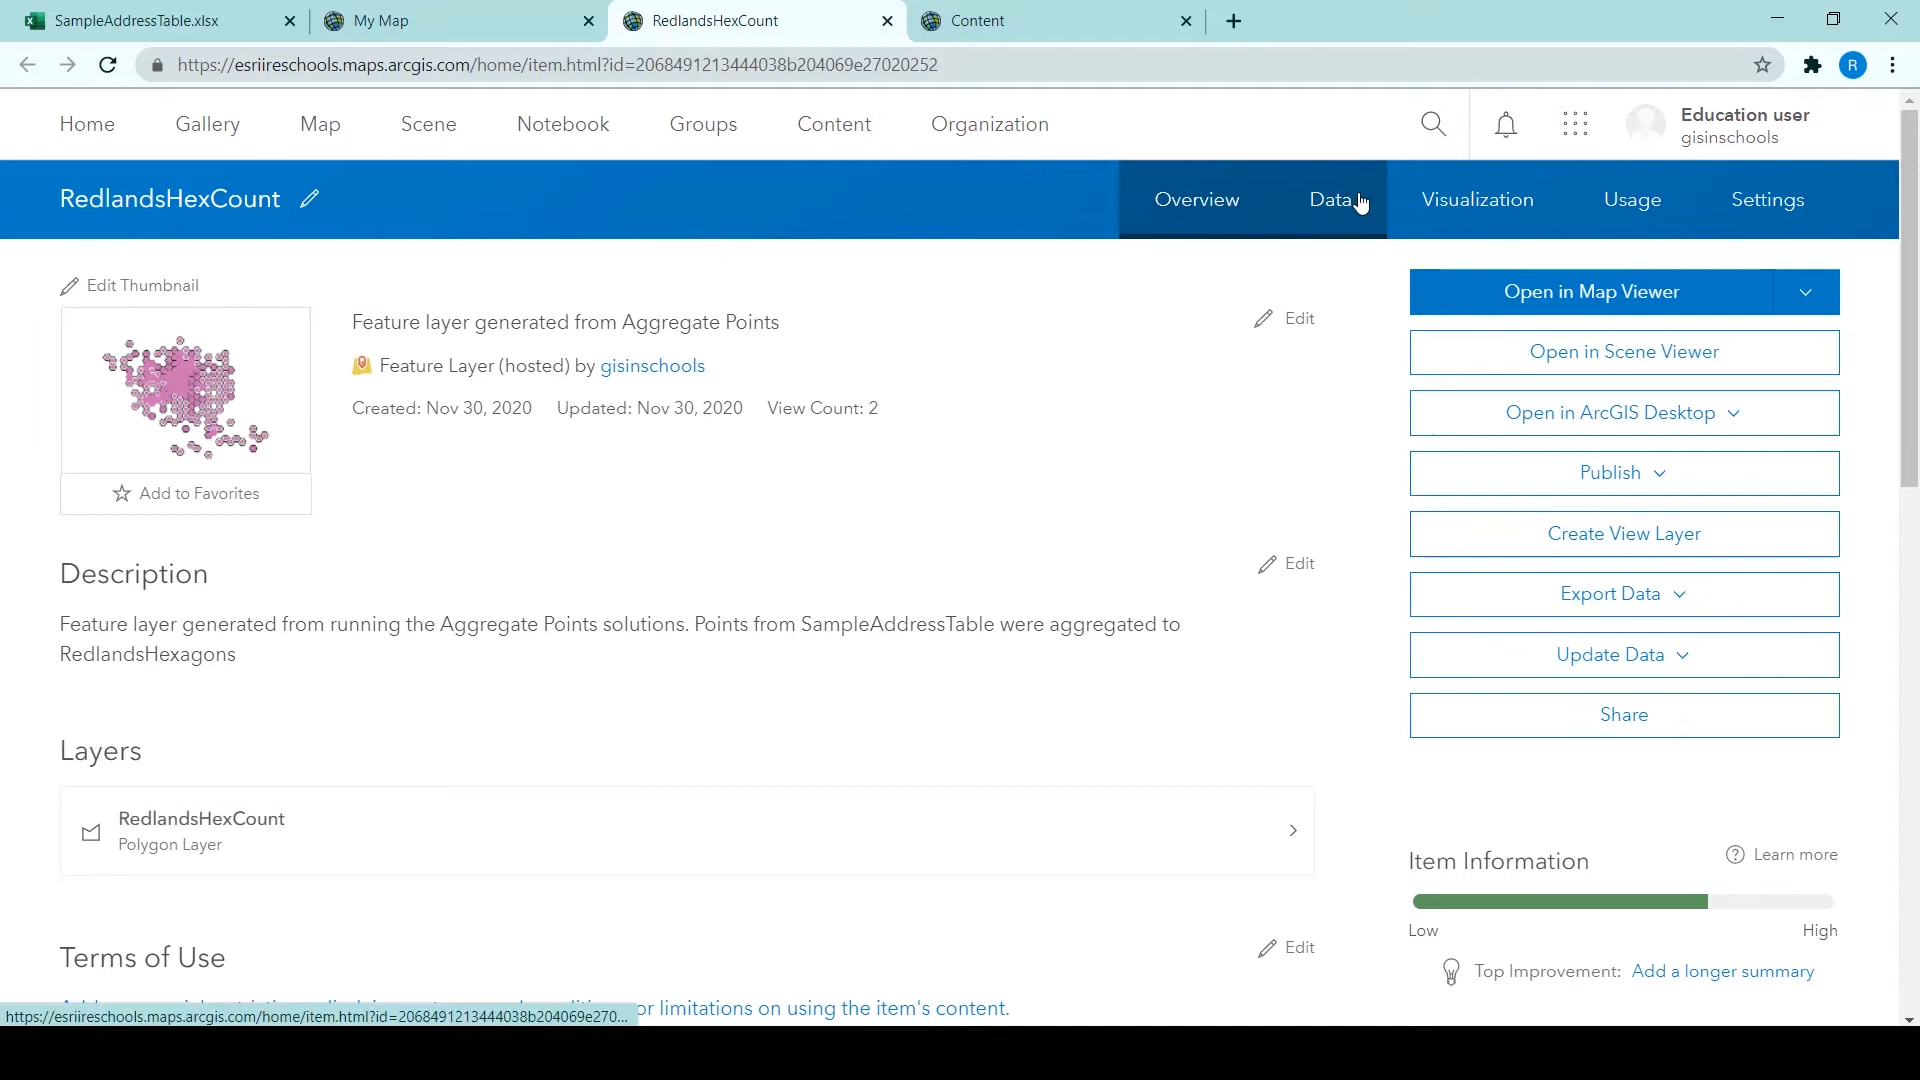 SampleAddressTable.xlsx
My Map
RedlandsHexCount
Content
https://esriireschools.maps.arcgis.com/home/item.html?id=2068491213444038b204069e27020252
R
Home
Gallery
Map
Scene
Notebook
Groups
Content
Organization
Education user
gisinschools
RedlandsHexCount
Overview
Data
Visualization
Usage
Settings
Edit Thumbnail
Add to Favorites
Feature layer generated from Aggregate Points
Edit
Feature Layer (hosted) by gisinschools
Created: Nov 30, 2020 Updated: Nov 30, 2020 View Count: 2
Open in Map Viewer
Open in Scene Viewer
Open in ArcGIS Desktop
Publish
Create View Layer
Export Data
Update Data
Share
Description
Edit
Feature layer generated from running the Aggregate Points solutions. Points from SampleAddressTable were aggregated to
RedlandsHexagons
Layers
RedlandsHexCount
Polygon Layer
Item Information
Learn more
Low
High
Top Improvement: Add a longer summary
Terms of Use
Edit
or limitations on using the item's content.
https://esriireschools.maps.arcgis.com/home/item.html?id=2068491213444038b204069e270...